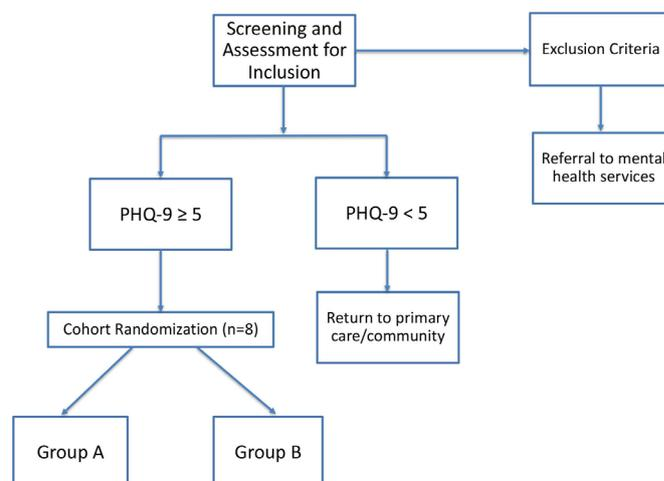 Screening and
Assessment for
Inclusion
Exclusion Criteria
Referral to mental
health services
PHQ-9 ≥ 5
PHQ-9 < 5
Cohort Randomization (n=8)
Return to primary
care/community
Group A
Group B